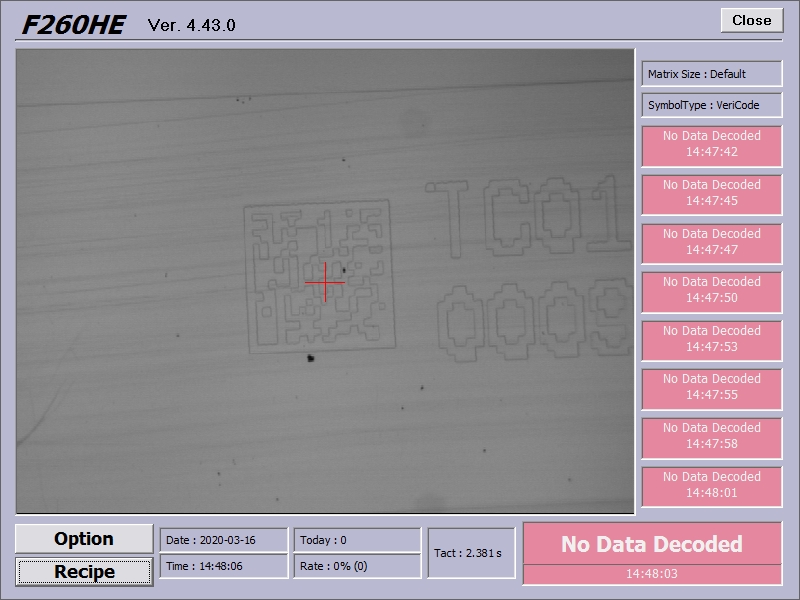 F260HE Ver. 4.43.0
Close
Matrix Size : Default
SymbolType : VeriCode
No Data Decoded
14:47:42
No Data Decoded
14:47:45
No Data Decoded
14:47:47
No Data Decoded
14:47:50
No Data Decoded
14:47:53
No Data Decoded
14:47:55
No Data Decoded
14:47:58
No Data Decoded
14:48:01
TC01
0009
Option
Recipe
Date : 2020-03-16
Time : 14:48:06
Today : 0
Rate : 0% (0)
Tact : 2.381 s
No Data Decoded
14:48:03